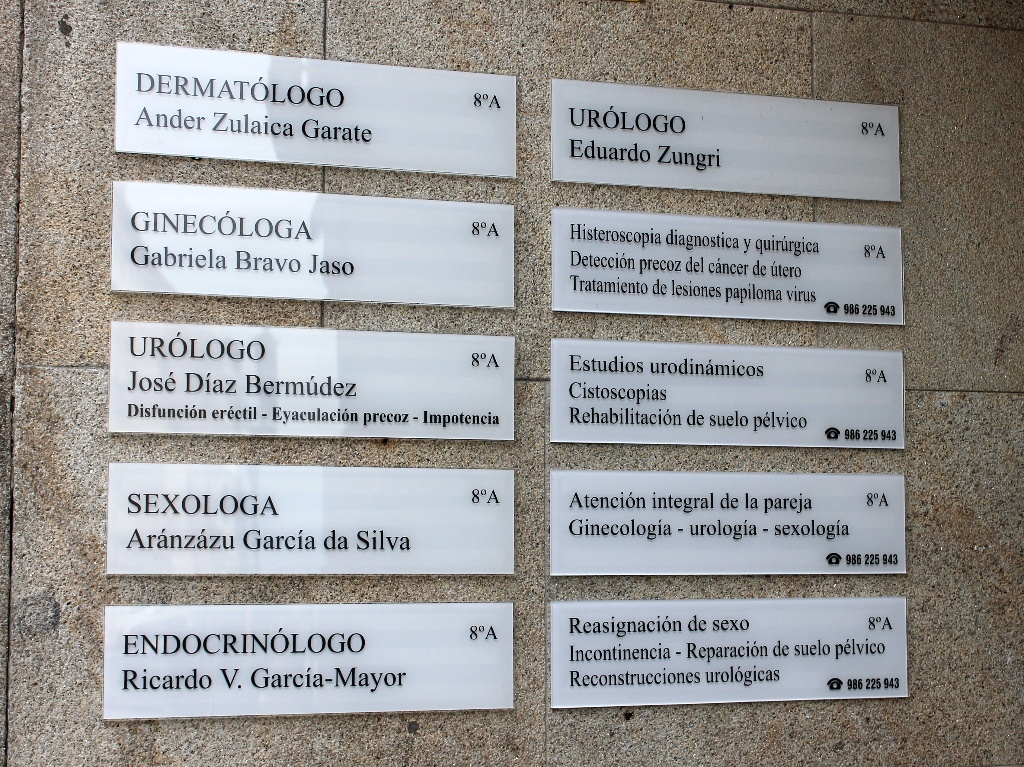 DERMATÓLOGO 8ºA
Ander Zulaica Garate
GINECÓLOGA 8ºA
Gabriela Bravo Jaso
URÓLOGO 8ºA
José Díaz Bermúdez
Disfunción eréctil - Eyaculación precoz - Impotencia
SEXOLOGA 8ºA
Aránzázu García da Silva
ENDOCRINÓLOGO 8ºA
Ricardo V. García-Mayor
URÓLOGO 8ºA
Eduardo Zungri
Histeroscopia diagnostica y quirúrgica 8ºA
Detección precoz del cáncer de útero
Tratamiento de lesiones papiloma virus
☎ 986 225 943
Estudios urodinámicos 8ºA
Cistoscopias
Rehabilitación de suelo pélvico
☎ 986 225 943
Atención integral de la pareja 8ºA
Ginecología - urología - sexología
☎ 986 225 943
Reasignación de sexo 8ºA
Incontinencia - Reparación de suelo pélvico
Reconstrucciones urológicas
☎ 986 225 943